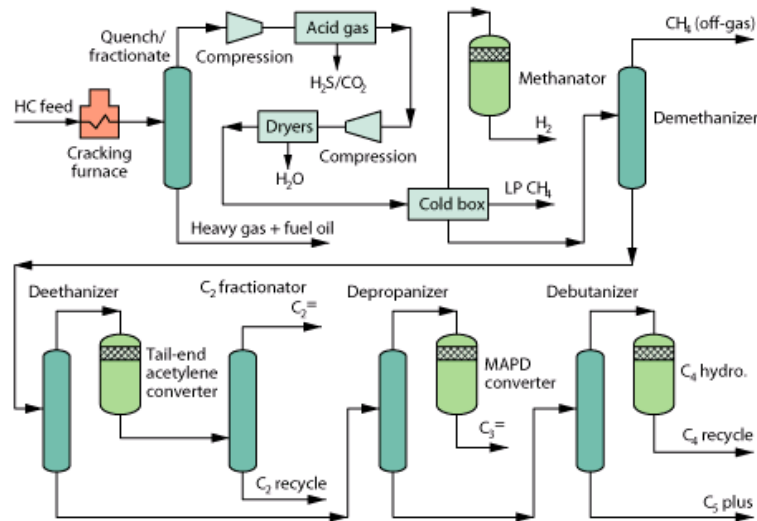 Quench/
fractionate
Compression
Acid gas
H₂S/CO₂
CH₄ (off-gas)
Methanator
H₂
Demethanizer
HC feed
Cracking
furnace
Dryers
H₂O
Compression
Cold box
LP CH₄
Heavy gas + fuel oil
Deethanizer
Tail-end
acetylene
converter
C₂ fractionator
C₂=
C₂ recycle
Depropanizer
MAPD
converter
C₃=
Debutanizer
C₄ hydro.
C₄ recycle
C₅ plus